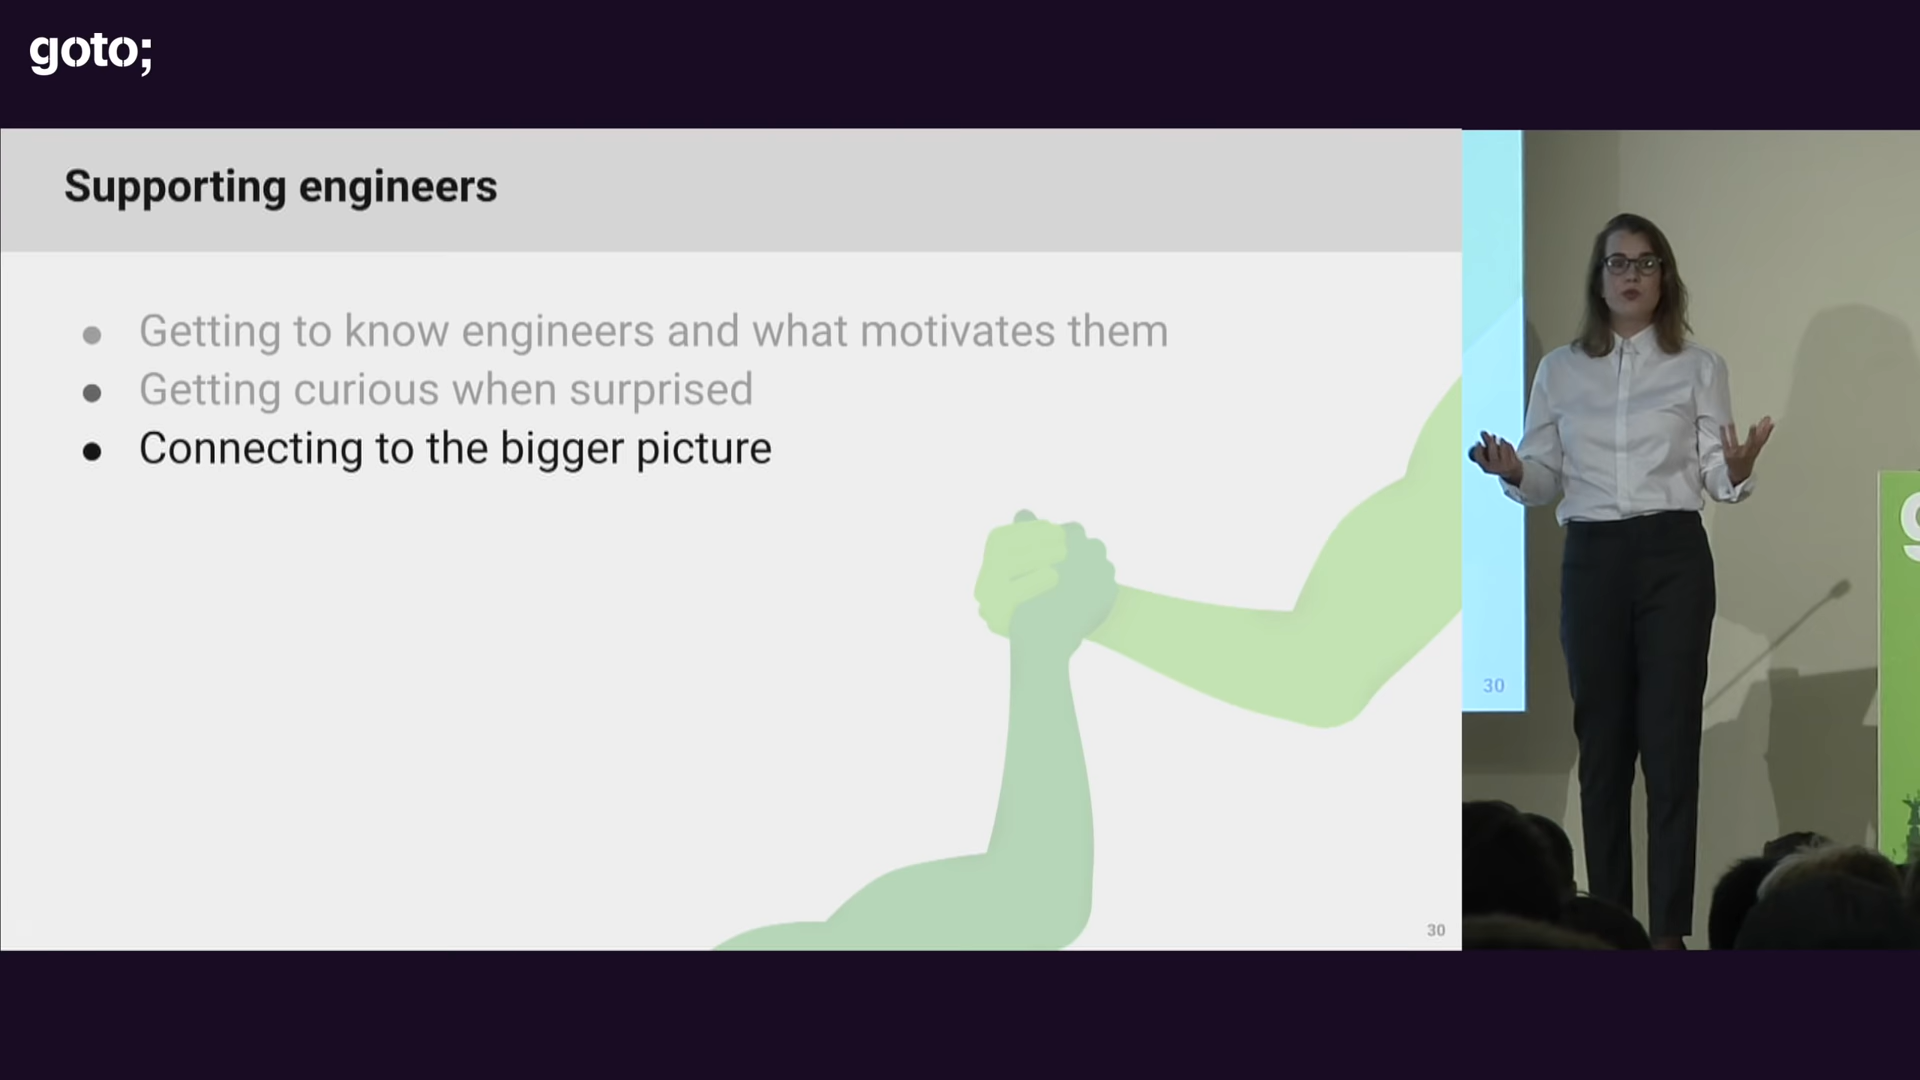 goto;
Supporting engineers
● Getting to know engineers and what motivates them
● Getting curious when surprised
● Connecting to the bigger picture
30
30
g